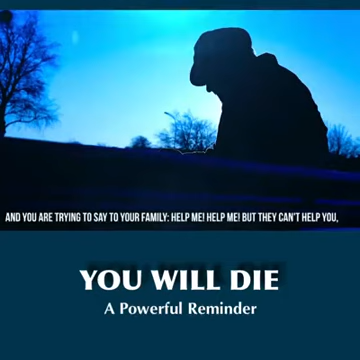 AND YOU ARE TRYING TO SAY TO YOUR FAMILY: HELP ME! HELP ME! BUT THEY CAN'T HELP YOU,
YOU WILL DIE
A Powerful Reminder